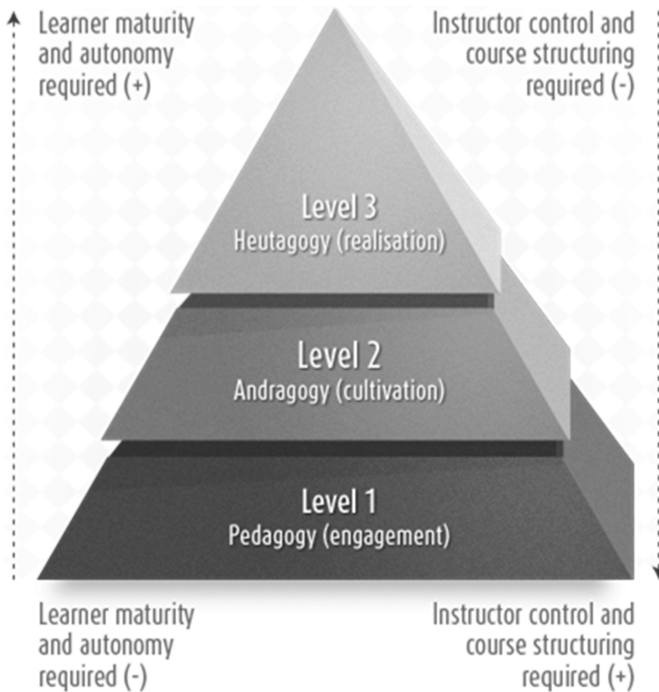 Learner maturity
and autonomy
required (+)
Instructor control and
course structuring
required (-)
Level 3
Heutagogy (realisation)
Level 2
Andragogy (cultivation)
Level 1
Pedagogy (engagement)
Learner maturity
and autonomy
required (-)
Instructor control and
course structuring
required (+)